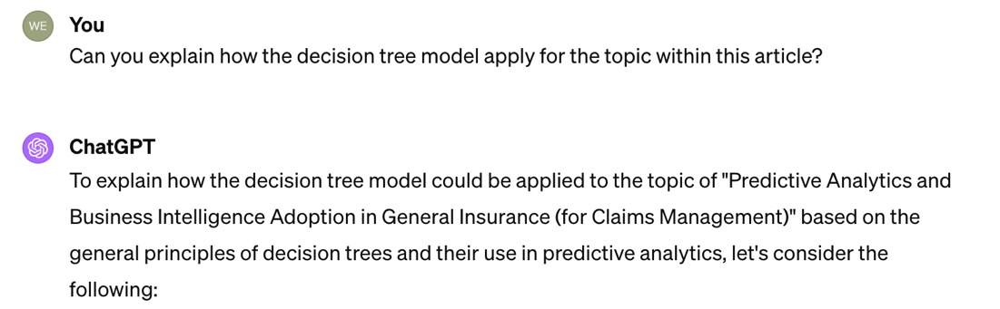 WE
You
Can you explain how the decision tree model apply for the topic within this article?
ChatGPT
To explain how the decision tree model could be applied to the topic of "Predictive Analytics and
Business Intelligence Adoption in General Insurance (for Claims Management)" based on the
general principles of decision trees and their use in predictive analytics, let's consider the
following: